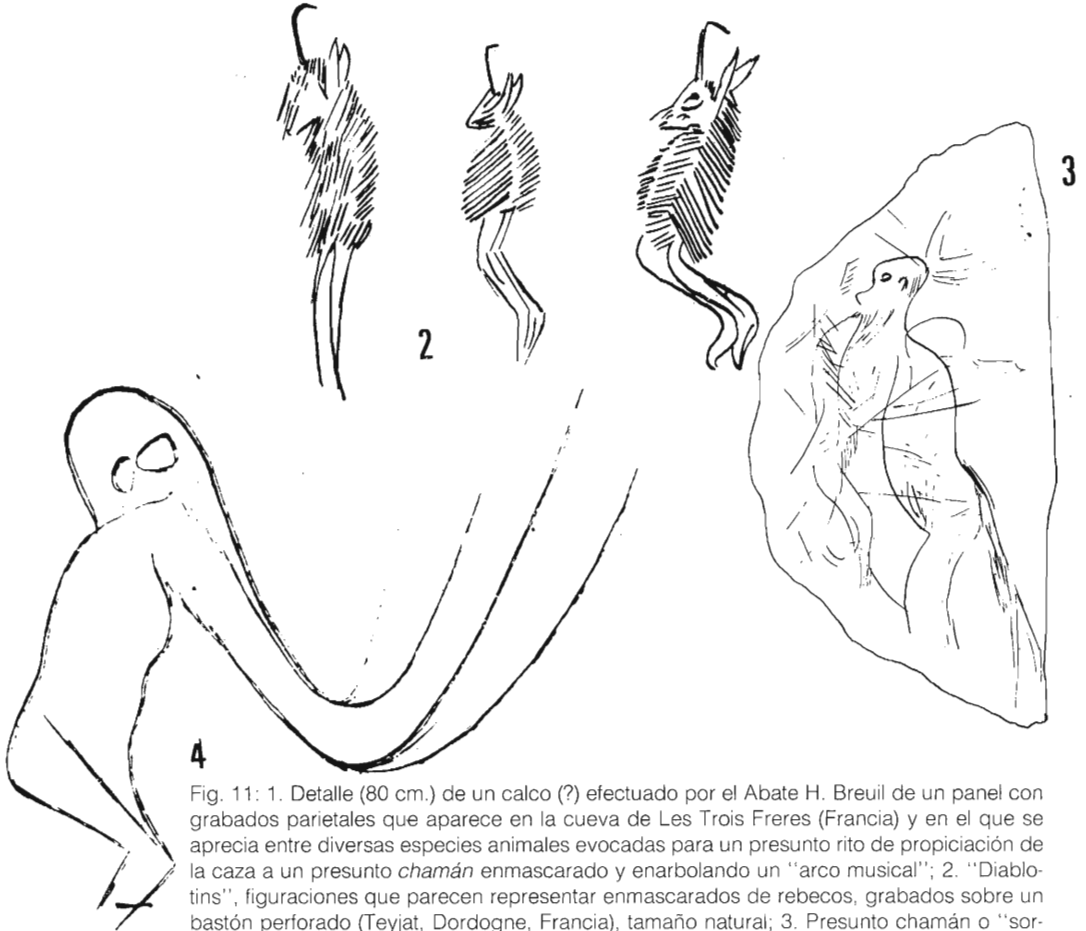 2
3
4
Fig. 11: 1. Detalle (80 cm.) de un calco (?) efectuado por el Abate H. Breuil de un panel con
grabados parietales que aparece en la cueva de Les Trois Freres (Francia) y en el que se
aprecia entre diversas especies animales evocadas para un presunto rito de propiciación de
la caza a un presunto chamán enmascarado y enarbolando un "arco musical"; 2. "Diablo-
tins", figuraciones que parecen representar enmascarados de rebecos, grabados sobre un
bastón perforado (Teyjat, Dordogne, Francia), tamaño natural; 3. Presunto chamán o "sor-